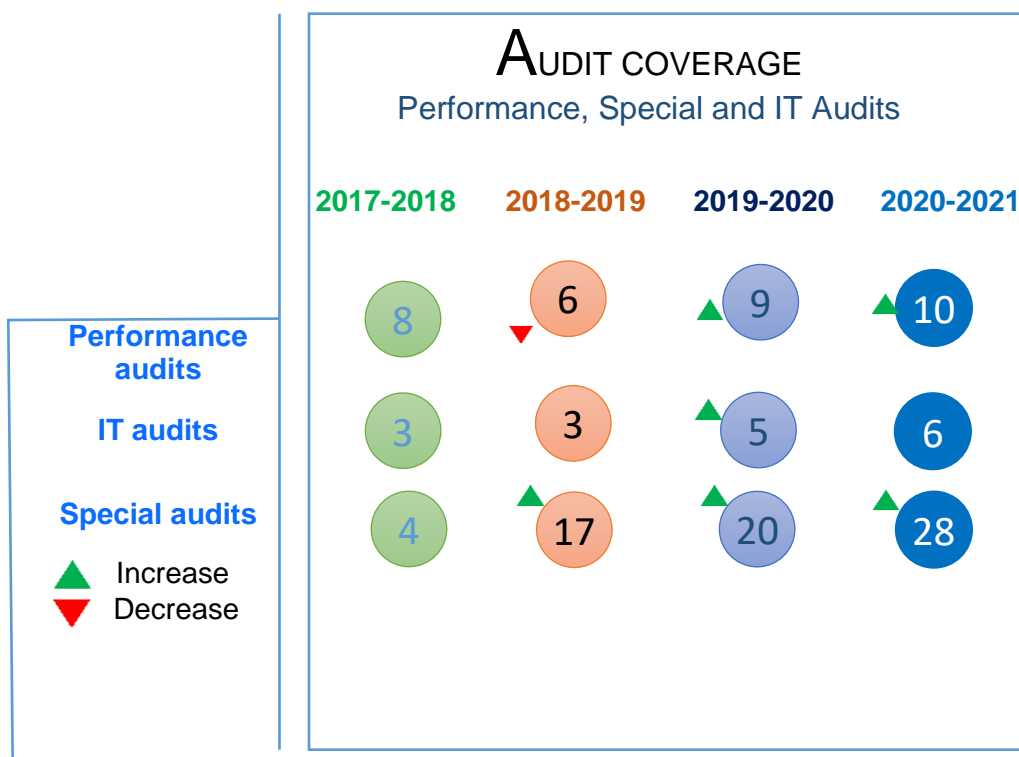 AUDIT COVERAGE
Performance, Special and IT Audits
2017-2018 2018-2019 2019-2020 2020-2021
Performance
audits
8 6 9 10
IT audits
3 3 5 6
Special audits
4 17 20 28
Increase
Decrease